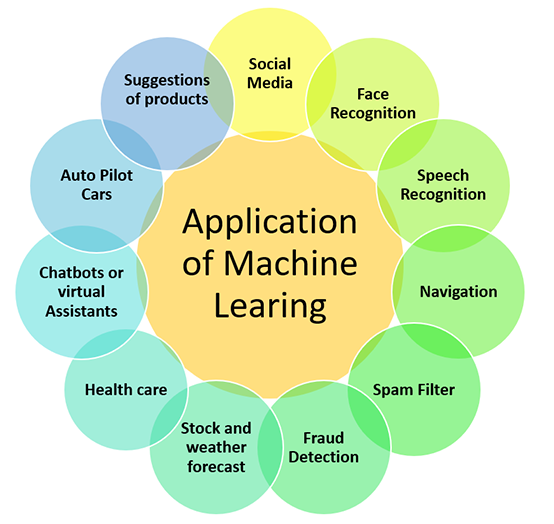 Application
of Machine
Learing
Social
Media
Face
Recognition
Speech
Recognition
Navigation
Spam Filter
Fraud
Detection
Stock and
weather
forecast
Health care
Chatbots or
virtual
Assistants
Auto Pilot
Cars
Suggestions
of products